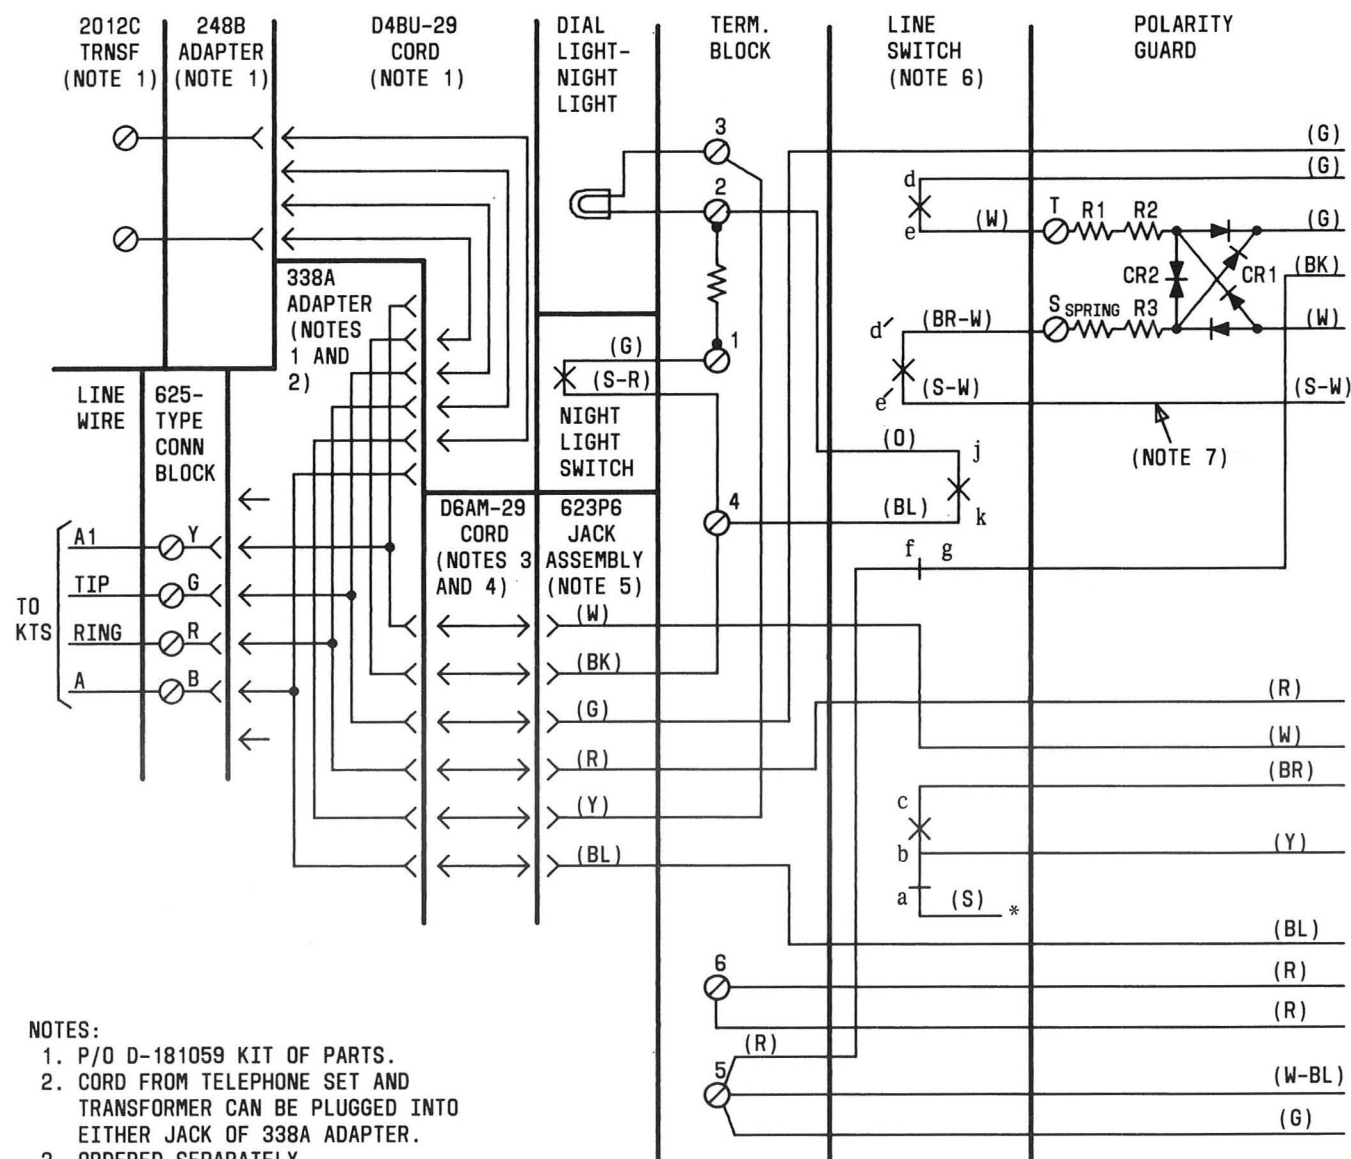 2012C
TRNSF
(NOTE 1)
248B
ADAPTER
(NOTE 1)
D4BU-29
CORD
(NOTE 1)
DIAL
LIGHT-
NIGHT
LIGHT
TERM.
BLOCK
LINE
SWITCH
(NOTE 6)
POLARITY
GUARD
3
2
1
4
(G)
(G)
d
e
(W)
T
R1
R2
(G)
(BK)
CR2
CR1
S
SPRING
R3
(W)
d′
(BR-W)
e′
(S-W)
(S-W)
(NOTE 7)
338A
ADAPTER
(NOTES
1 AND
2)
(G)
(S-R)
NIGHT
LIGHT
SWITCH
(O)
j
(BL)
k
f
g
LINE
WIRE
625-
TYPE
CONN
BLOCK
D6AM-29
CORD
(NOTES 3
AND 4)
623P6
JACK
ASSEMBLY
(NOTE 5)
TO
KTS
A1
Y
TIP
G
RING
R
A
B
(W)
(BK)
(G)
(R)
(Y)
(BL)
(R)
(W)
(BR)
c
b
(Y)
a
(S)
*
(BL)
6
(R)
(R)
(R)
5
(W-BL)
(G)
NOTES:
1. P/O D-181059 KIT OF PARTS.
2. CORD FROM TELEPHONE SET AND
TRANSFORMER CAN BE PLUGGED INTO
EITHER JACK OF 338A ADAPTER.
3. ORDERED SEPARATELY